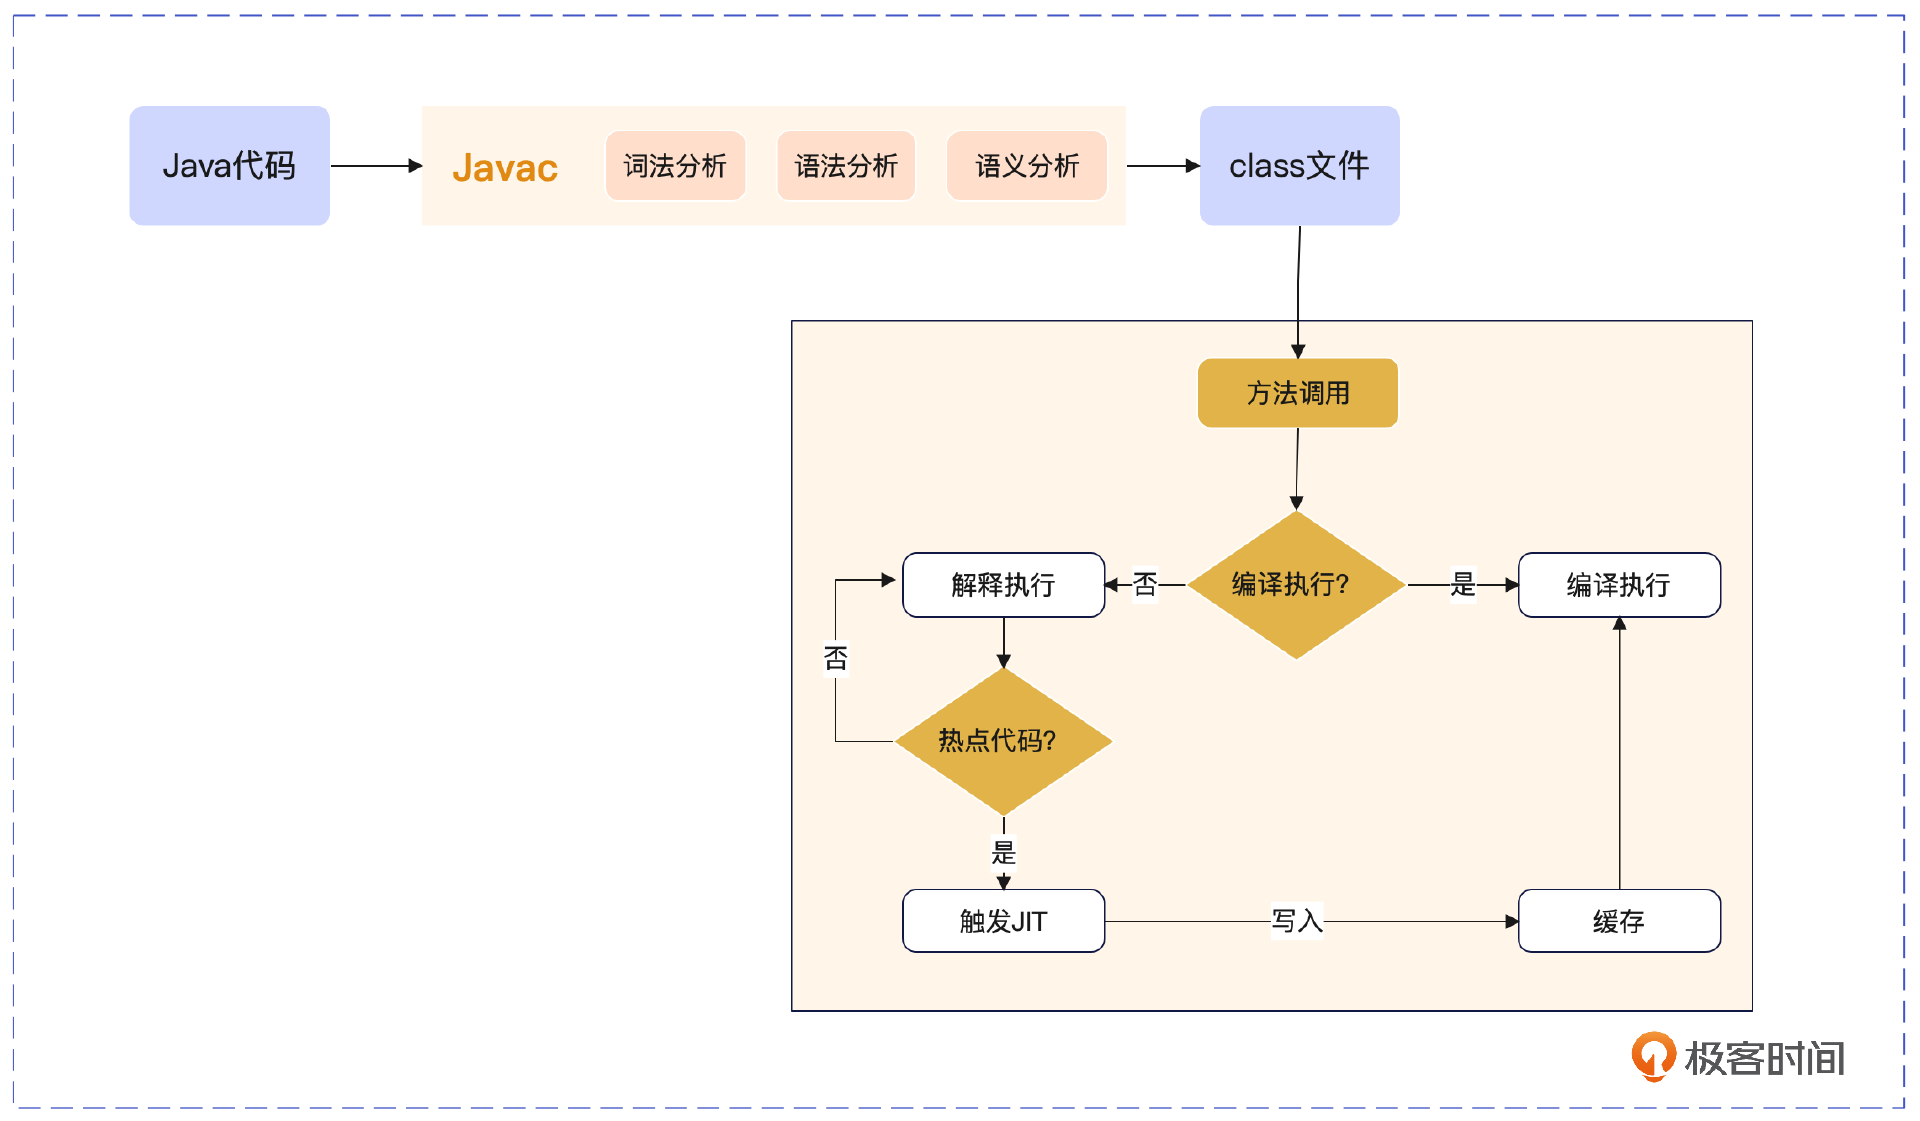 Java代码
Javac
词法分析
语法分析
语义分析
class文件
方法调用
解释执行
否
编译执行?
是
编译执行
否
热点代码?
是
触发JIT
写入
缓存
极客时间